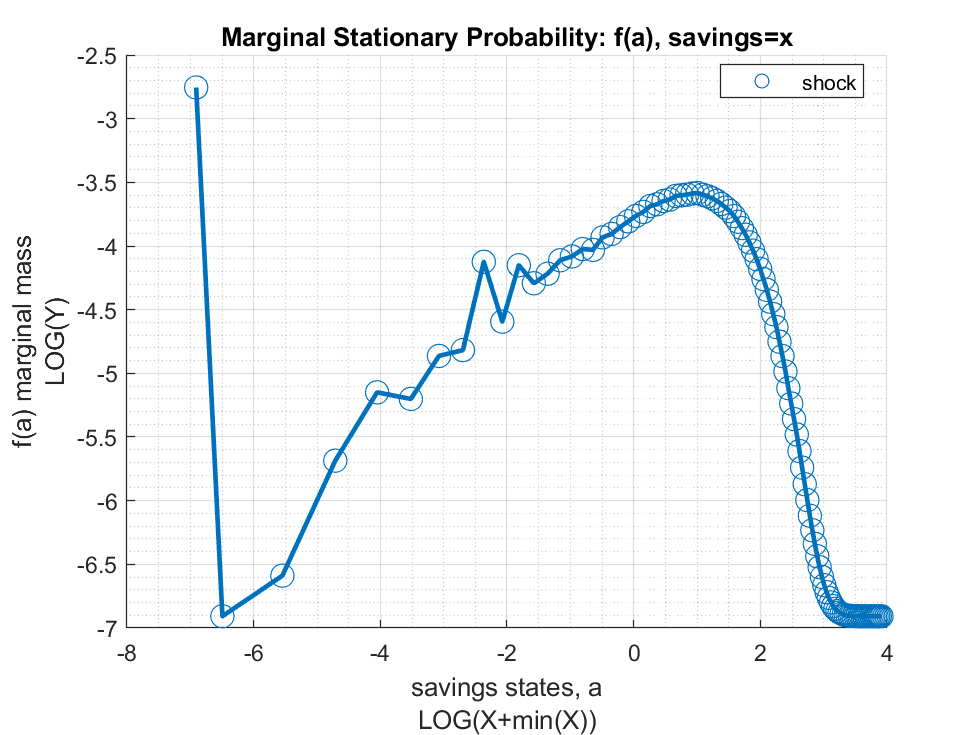 Marginal Stationary Probability: f(a), savings=x
shock
f(a) marginal mass
LOG(Y)
-2.5
-3
-3.5
-4
-4.5
-5
-5.5
-6
-6.5
-7
-8
-6
-4
-2
0
2
4
savings states, a
LOG(X+min(X))